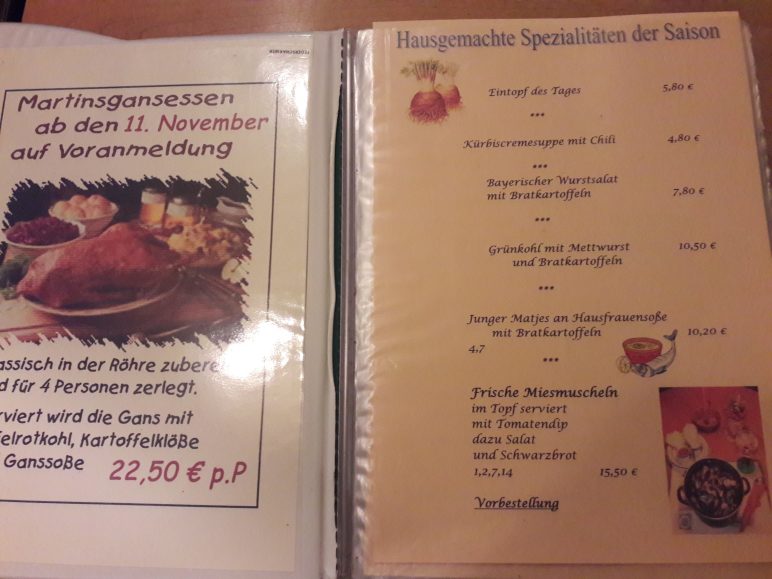 Martinsgansessen
ab den 11. November
auf Voranmeldung
assisch in der Röhre zubere
d für 4 Personen zerlegt.
rviert wird die Gans mit
felrotkohl, Kartoffelklöße
Ganssoße 22,50 € p.P
Hausgemachte Spezialitäten der Saison
Eintopf des Tages 5,80 €
***
Kürbiscremesuppe mit Chili 4,80 €
***
Bayerischer Wurstsalat
mit Bratkartoffeln 7,80 €
***
Grünkohl mit Mettwurst 10,50 €
und Bratkartoffeln
***
Junger Matjes an Hausfrauensoße
mit Bratkartoffeln 10,20 €
4,7
***
Frische Miesmuscheln
im Topf serviert
mit Tomatendip
dazu Salat
und Schwarzbrot
1,2,7,14 15,50 €
Vorbestellung